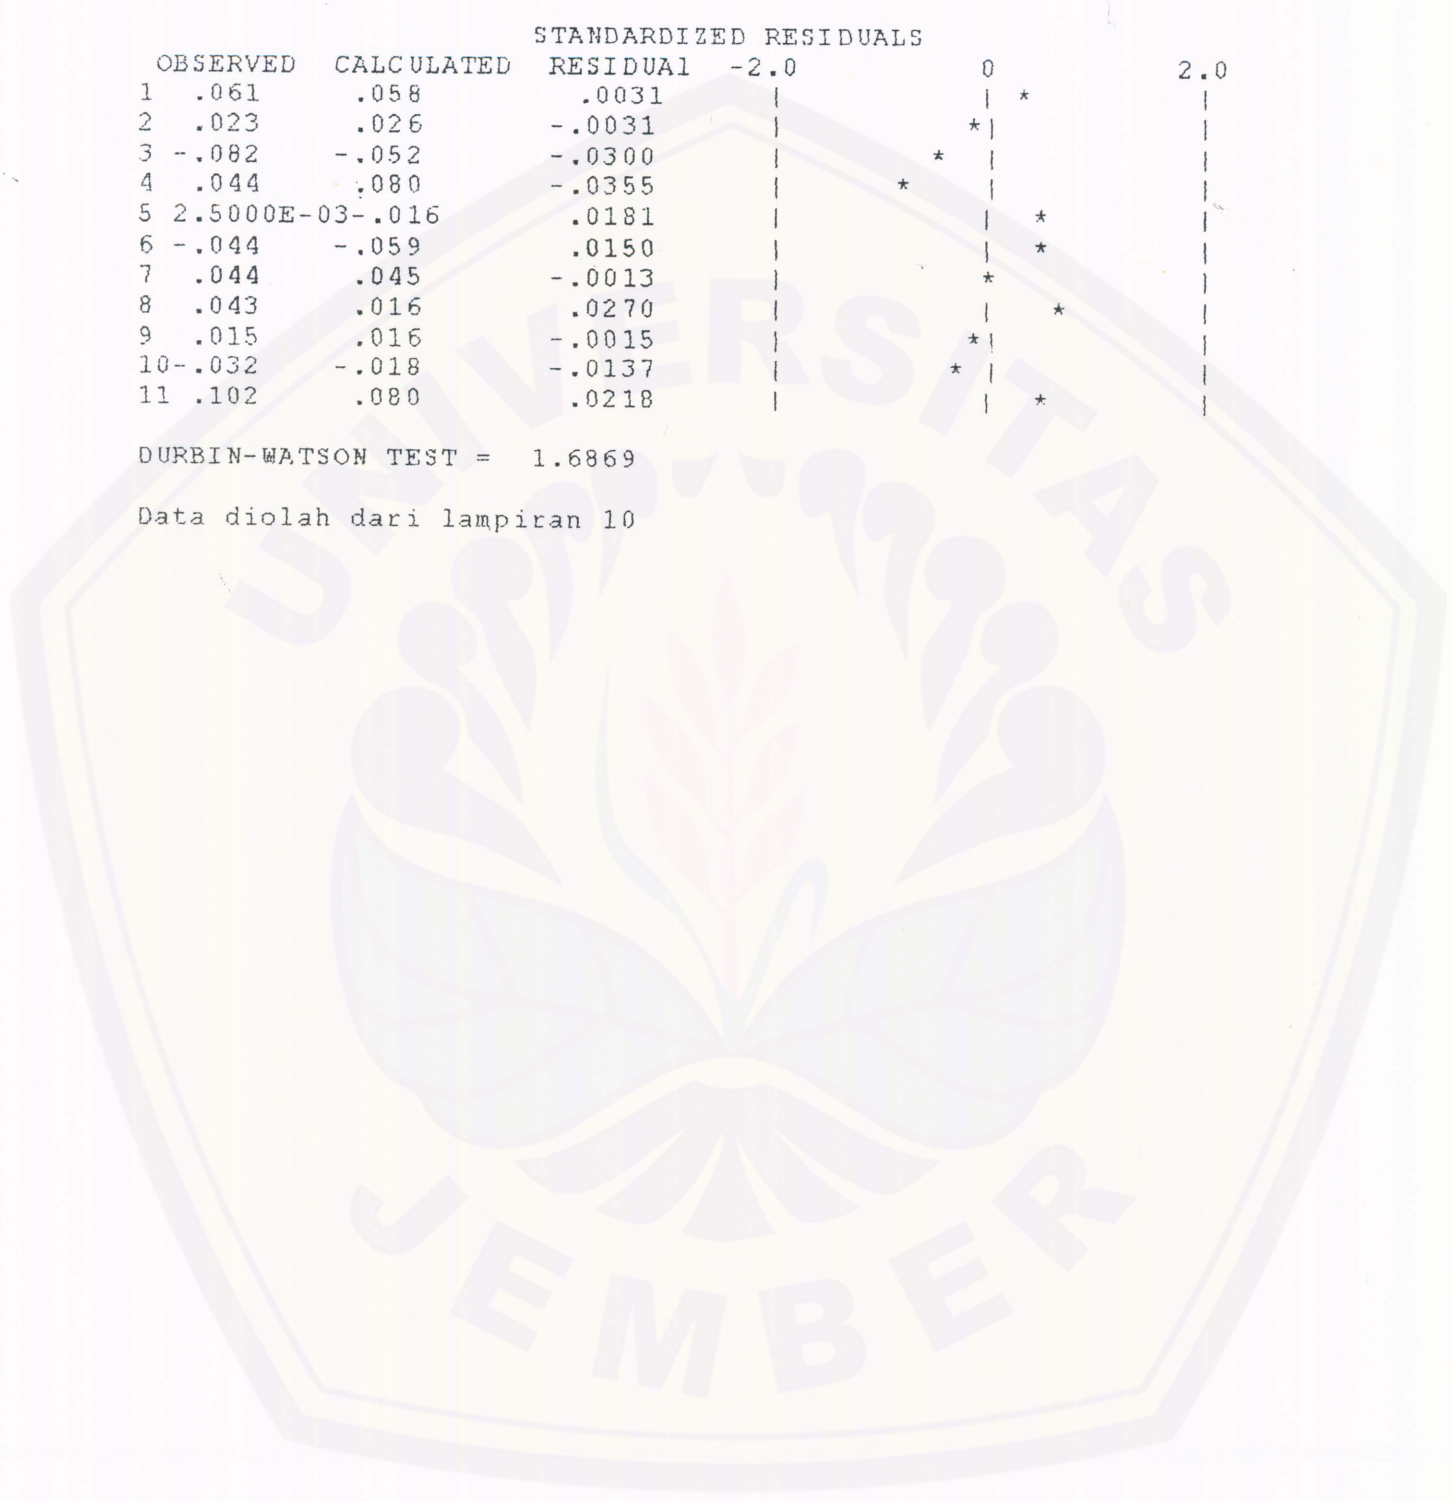 STANDARDIZED RESIDUALS
OBSERVED CALCULATED RESIDUAl -2.0 0 2.0
1 .061 .058 .0031 | | * |
2 .023 .026 -.0031 | *| |
3 -.082 -.052 -.0300 | * | |
4 .044 .080 -.0355 | * | |
5 2.5000E-03-.016 .0181 | | * |
6 -.044 -.059 .0150 | | * |
7 .044 .045 -.0013 | * |
8 .043 .016 .0270 | | * |
9 .015 .016 -.0015 | *| |
10-.032 -.018 -.0137 | * | |
11 .102 .080 .0218 | | * |
DURBIN-WATSON TEST = 1.6869
Data diolah dari lampiran 10
UNIVERSITAS
JEMBER